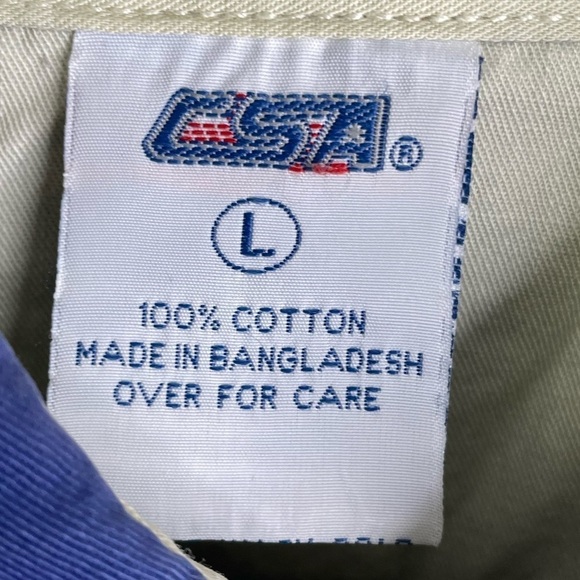 CSA®
L
100% COTTON
MADE IN BANGLADESH
OVER FOR CARE